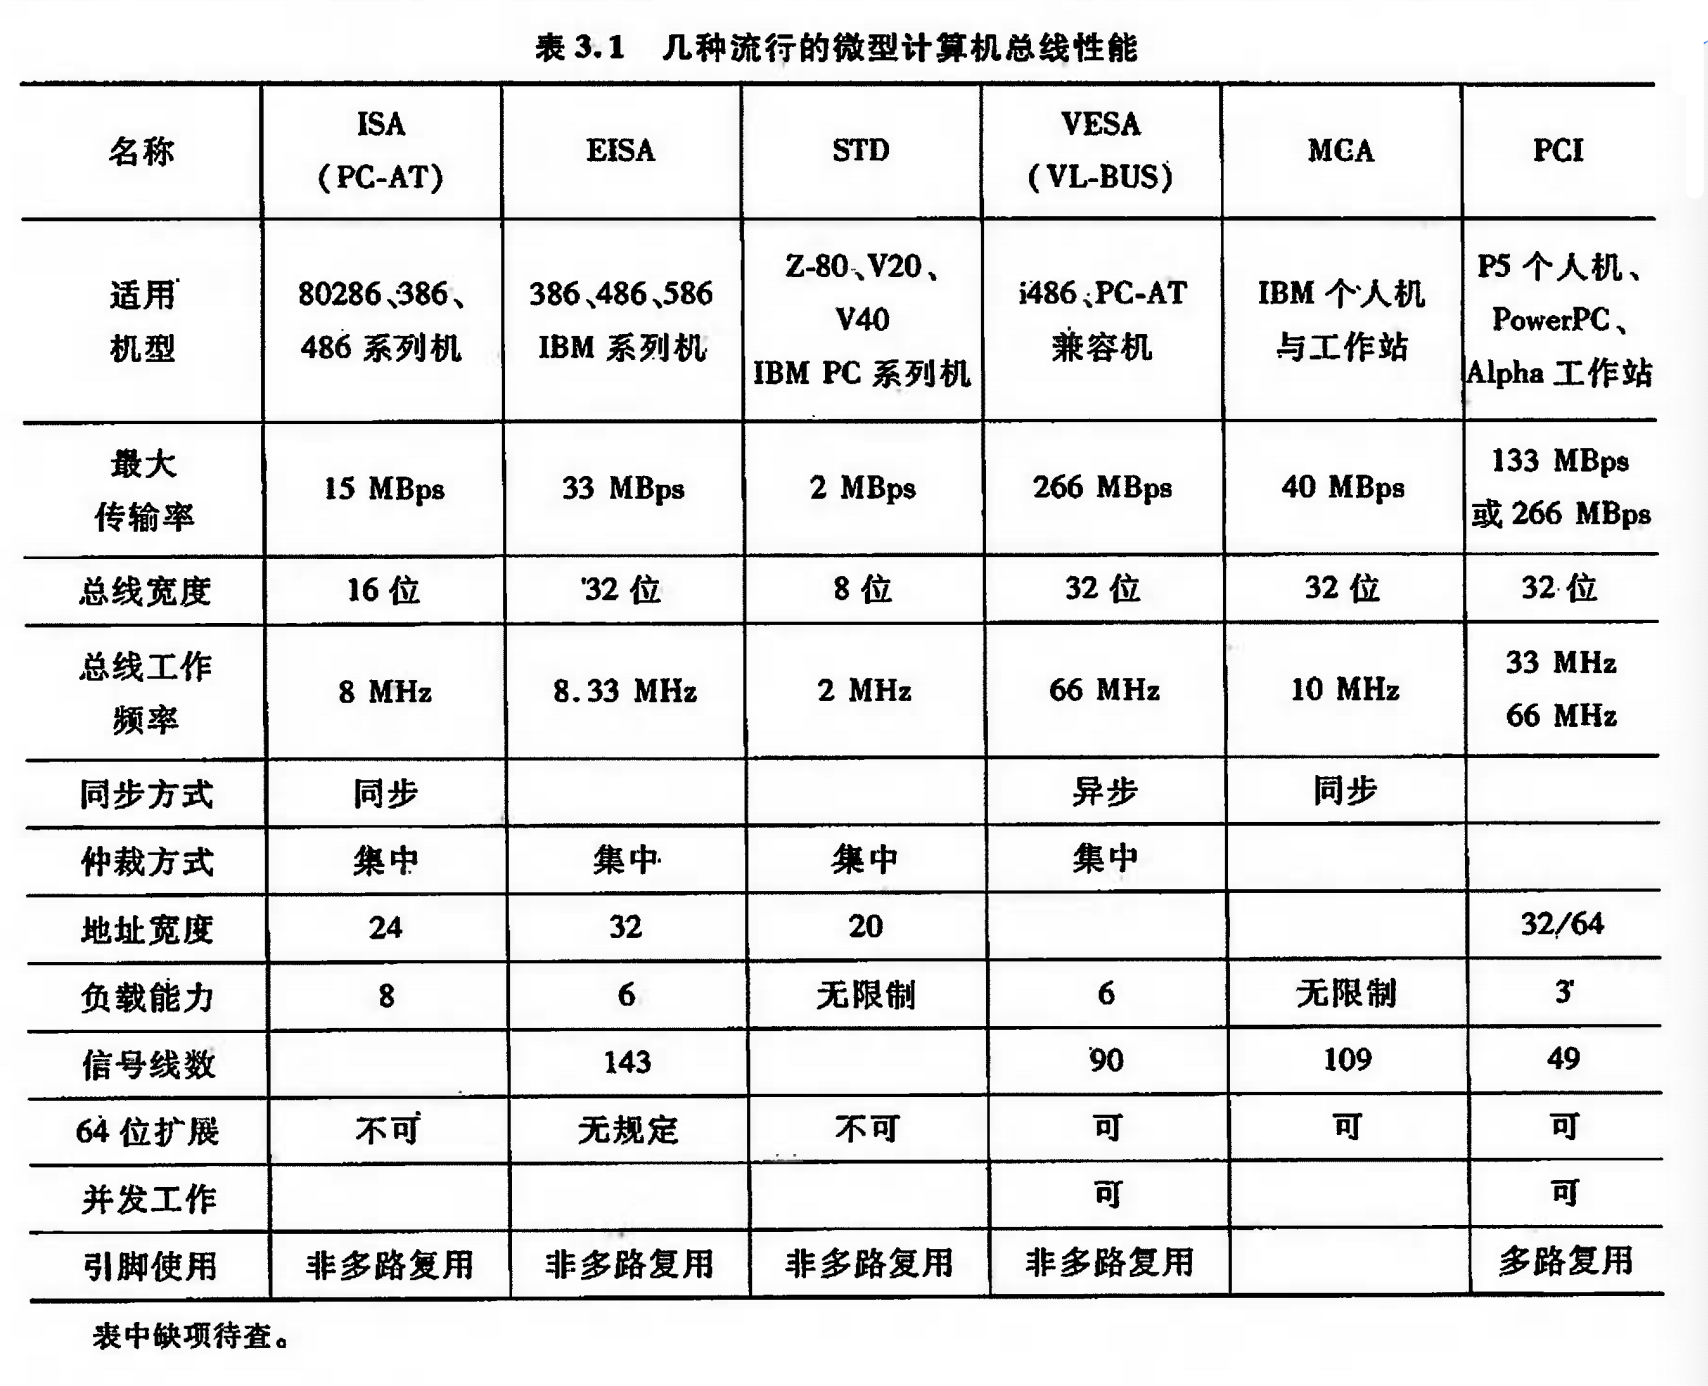 表 3.1 几种流行的微型计算机总线性能
名称 ISA (PC-AT) EISA STD VESA (VL-BUS) MCA PCI
适用机型 80286、386、486 系列机 386、486、586 IBM 系列机 Z-80、V20、V40 IBM PC 系列机 i486、PC-AT 兼容机 IBM 个人机与工作站 P5 个人机、PowerPC、Alpha 工作站
最大传输率 15 MBps 33 MBps 2 MBps 266 MBps 40 MBps 133 MBps 或 266 MBps
总线宽度 16 位 32 位 8 位 32 位 32 位 32 位
总线工作频率 8 MHz 8.33 MHz 2 MHz 66 MHz 10 MHz 33 MHz 66 MHz
同步方式 同步 异步 同步
仲裁方式 集中 集中 集中 集中
地址宽度 24 32 20 32/64
负载能力 8 6 无限制 6 无限制 3
信号线数 143 90 109 49
64 位扩展 不可 无规定 不可 可 可 可
并发工作 可 可
引脚使用 非多路复用 非多路复用 非多路复用 非多路复用 多路复用
表中缺项待查。